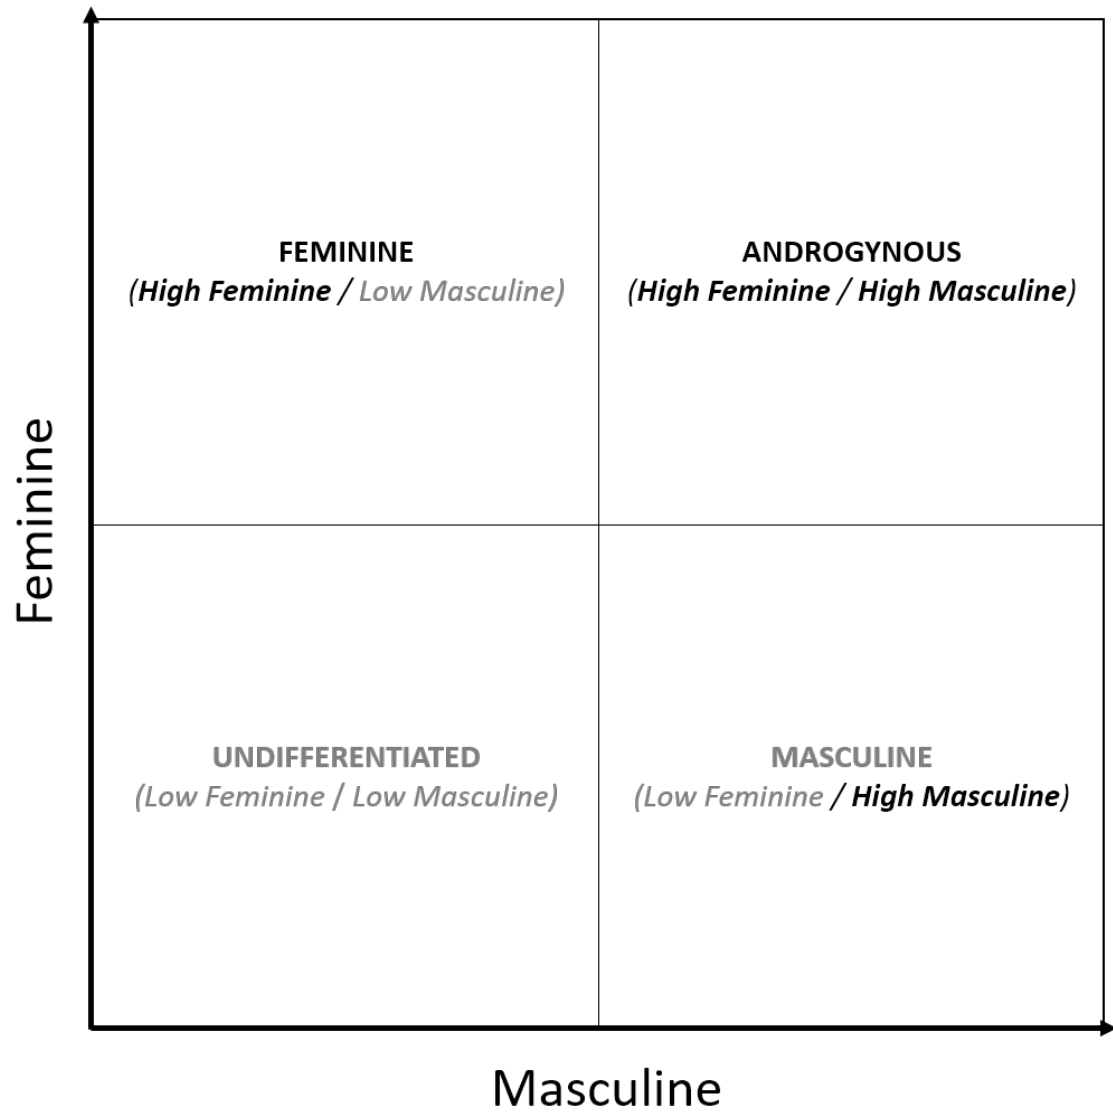 FEMININE
(High Feminine / Low Masculine)
ANDROGYNOUS
(High Feminine / High Masculine)
Feminine
UNDIFFERENTIATED
(Low Feminine / Low Masculine)
MASCULINE
(Low Feminine / High Masculine)
Masculine